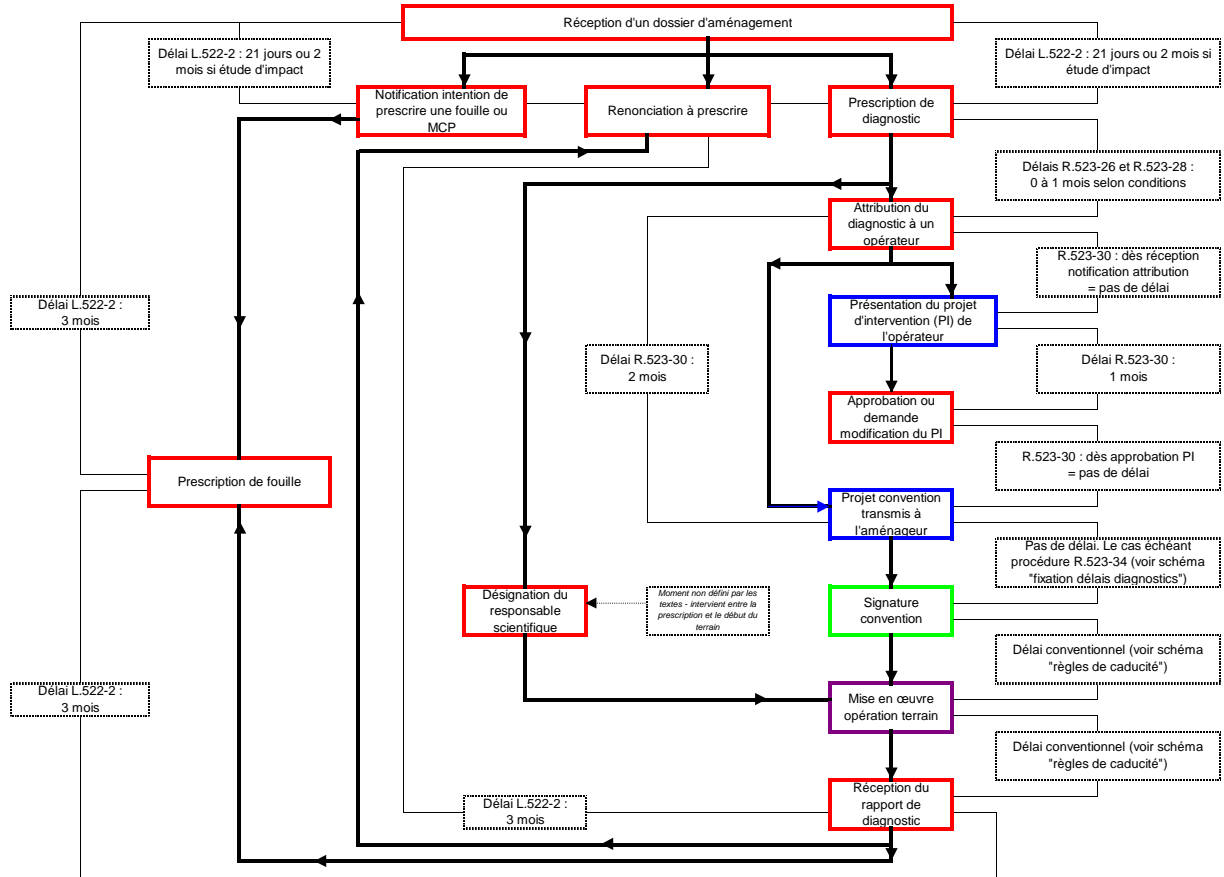 Réception d'un dossier d'aménagement
Délai L.522-2 : 21 jours ou 2
mois si étude d'impact
Délai L.522-2 : 21 jours ou 2 mois si
étude d'impact
Notification intention de
prescrire une fouille ou
MCP
Renonciation à prescrire
Prescription de
diagnostic
Délais R.523-26 et R.523-28 :
0 à 1 mois selon conditions
Attribution du
diagnostic à un
opérateur
R.523-30 : dès réception
notification attribution
= pas de délai
Délai L.522-2 :
3 mois
Présentation du projet
d'intervention (PI) de
l'opérateur
Délai R.523-30 :
2 mois
Délai R.523-30 :
1 mois
Approbation ou
demande
modification du PI
R.523-30 : dès approbation PI
= pas de délai
Prescription de fouille
Projet convention
transmis à
l'aménageur
Pas de délai. Le cas échéant
procédure R.523-34 (voir schéma
"fixation délais diagnostics")
Désignation du
responsable
scientifique
Moment non défini par les
textes - intervient entre la
prescription et le début du
terrain
Signature
convention
Délai conventionnel (voir schéma
"règles de caducité")
Délai L.522-2 :
3 mois
Mise en œuvre
opération terrain
Délai conventionnel (voir schéma
"règles de caducité")
Délai L.522-2 :
3 mois
Réception du
rapport de
diagnostic